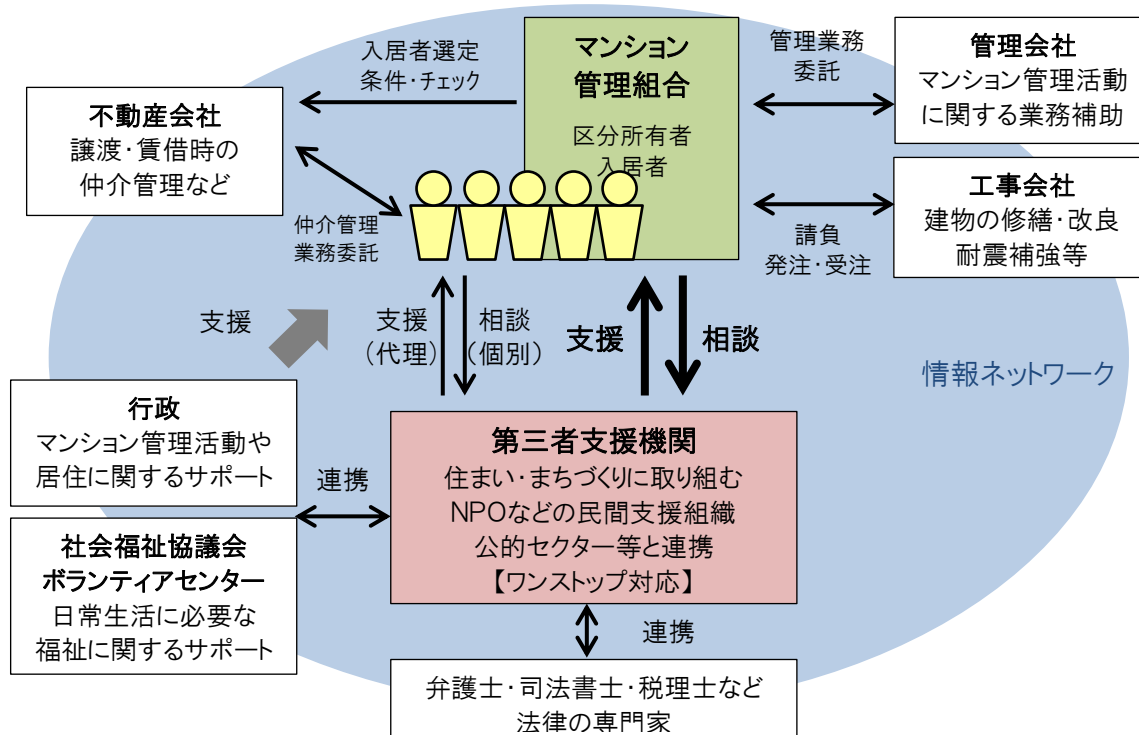 入居者選定
条件・チェック
マンション
管理組合
区分所有者
入居者
管理業務
委託
管理会社
マンション管理活動
に関する業務補助
不動産会社
譲渡・賃借時の
仲介管理など
仲介管理
業務委託
工事会社
建物の修繕・改良
耐震補強等
請負
発注・受注
支援
支援
(代理)
相談
(個別)
支援
相談
情報ネットワーク
行政
マンション管理活動や
居住に関するサポート
連携
社会福祉協議会
ボランティアセンター
日常生活に必要な
福祉に関するサポート
第三者支援機関
住まい・まちづくりに取り組む
NPOなどの民間支援組織
公的セクター等と連携
【ワンストップ対応】
連携
弁護士・司法書士・税理士など
法律の専門家